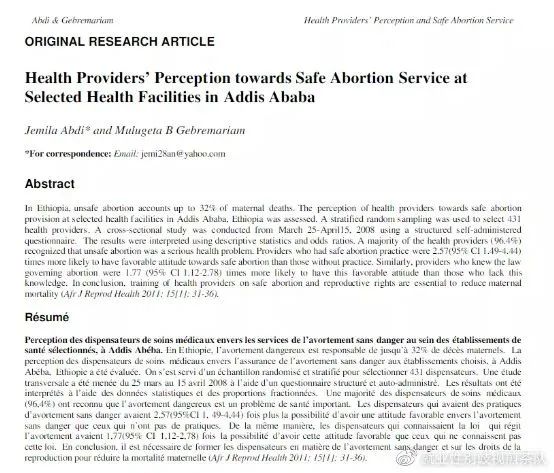 Abdi & Gebremariam Health Providers' Perception and Safe Abortion Service
ORIGINAL RESEARCH ARTICLE
Health Providers' Perception towards Safe Abortion Service at
Selected Health Facilities in Addis Ababa
Jemila Abdi* and Mulugeta B Gebremariam
*For correspondence: Email: jemi28an@yahoo.com
Abstract
In Ethiopia, unsafe abortion accounts up to 32% of maternal deaths. The perception of health providers towards safe abortion
provision at selected health facilities in Addis Ababa, Ethiopia was assessed. A stratified random sampling was used to select 431
health providers. A cross-sectional study was conducted from March 25-April15, 2008 using a structured self-administered
questionnaire. The results were interpreted using descriptive statistics and odds ratios. A majority of the health providers (96.4%)
recognized that unsafe abortion was a serious health problem. Providers who had safe abortion practice were 2.57(95% CI 1.49-4.44)
times more likely to have favorable attitude towards safe abortion than those without practice. Similarly, providers who knew the law
governing abortion were 1.77 (95% CI 1.12-2.78) times more likely to have this favorable attitude than those who lack this
knowledge. In conclusion, training of health providers on safe abortion and reproductive rights are essential to reduce maternal
mortality (Afr J Reprod Health 2011; 15[1]: 31-36).
Résumé
Perception des dispensateurs de soins médicaux envers les services de l'avortement sans danger au sein des établissements de
santé sélectionnés, à Addis Abéba. En Ethiopie, l'avortement dangereux est responsable de jusqu'à 32% de décès maternels. La
perception des dispensateurs de soins médicaux envers l'assurance de l'avortement sans danger aux établissements choisis, à Addis
Abéba, Ethiopie a été évaluée. On s'est servi d'un échantillon randomisé et stratifié pour sélectionner 431 dispensateurs. Une étude
transversale a été menée du 25 mars au 15 avril 2008 à l'aide d'un questionnaire structuré et auto-administré. Les résultats ont été
interprétés à l'aide des données statistiques et des proportions fractionnées. Une majorité des dispensateurs de soins médicaux
(96,4%) ont reconnu que l'avortement dangereux est un problème de santé important. Les dispensateurs qui avaient des pratiques
d'avortement sans danger avaient 2,57(95%CI 1, 49-4,44) fois plus la possibilité d'avoir une attitude favorable envers l'avortement
sans danger que ceux qui n'ont pas de pratiques. De la même manière, les dispensateurs qui connaissaient la loi qui régit
l'avortement avaient 1,77(95% CI 1,12-2,78) fois la possibilité d'avoir cette attitude favorable que ceux qui ne connaissent pas
cette loi. En conclusion, il est nécessaire de former les dispensateurs en matière de l'avortement sans danger et sur les droits de la
reproduction pour réduire la mortalité maternelle (Afr J Reprod Health 2011; 15[1]: 31-36).